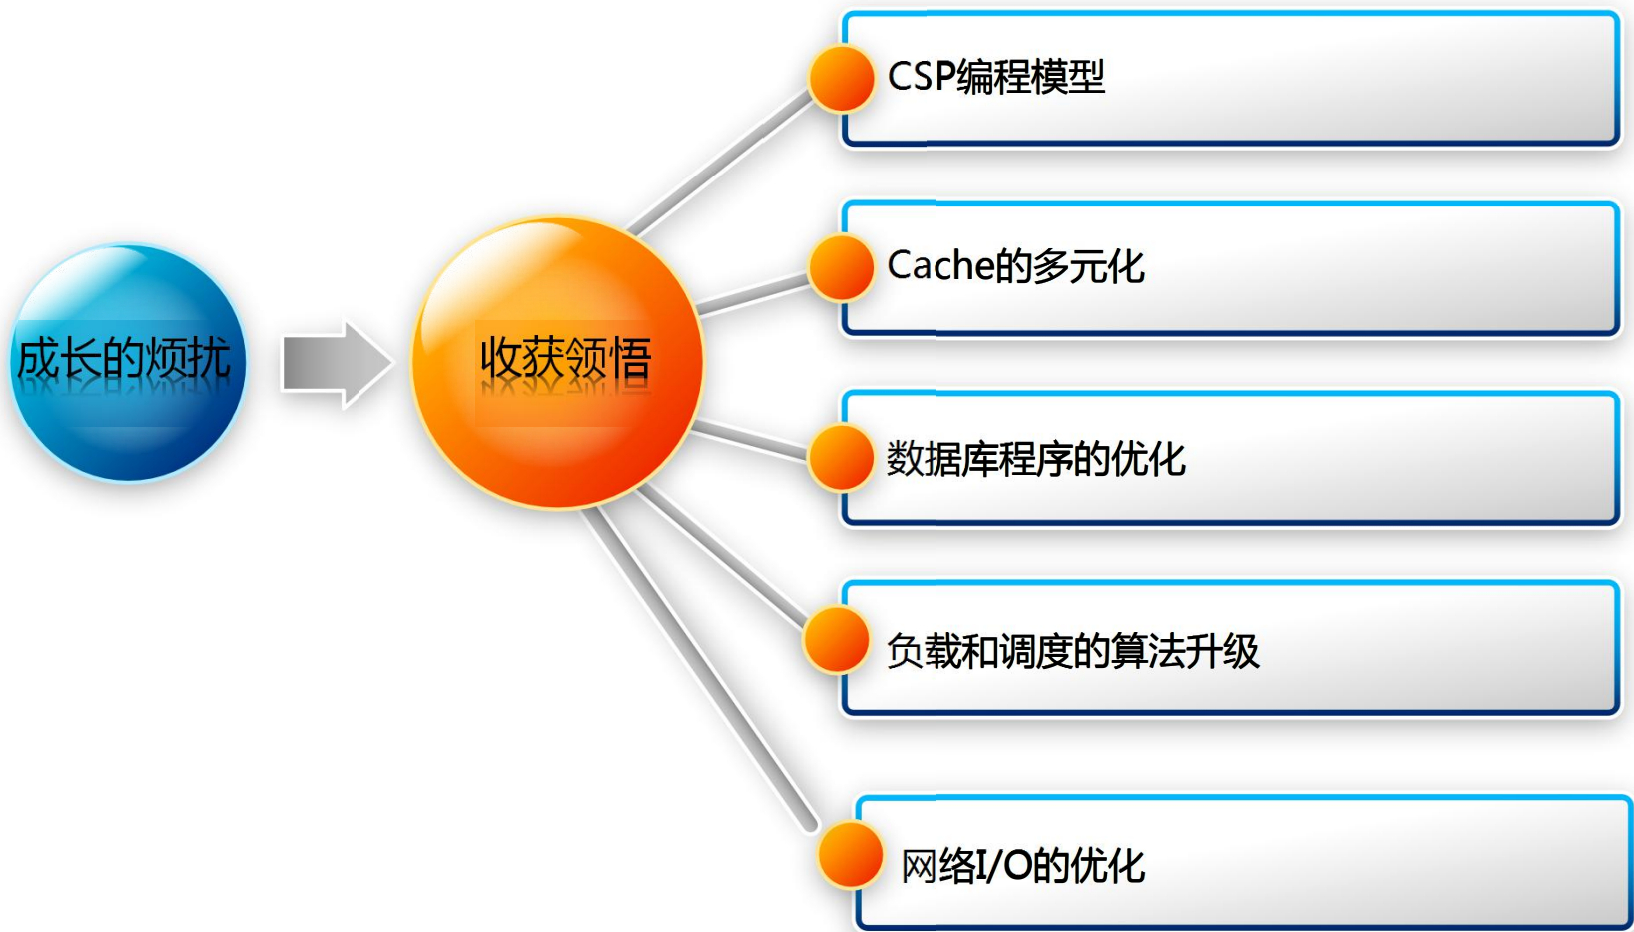 成长的烦扰
收获领悟
CSP编程模型
Cache的多元化
数据库程序的优化
负载和调度的算法升级
网络I/O的优化